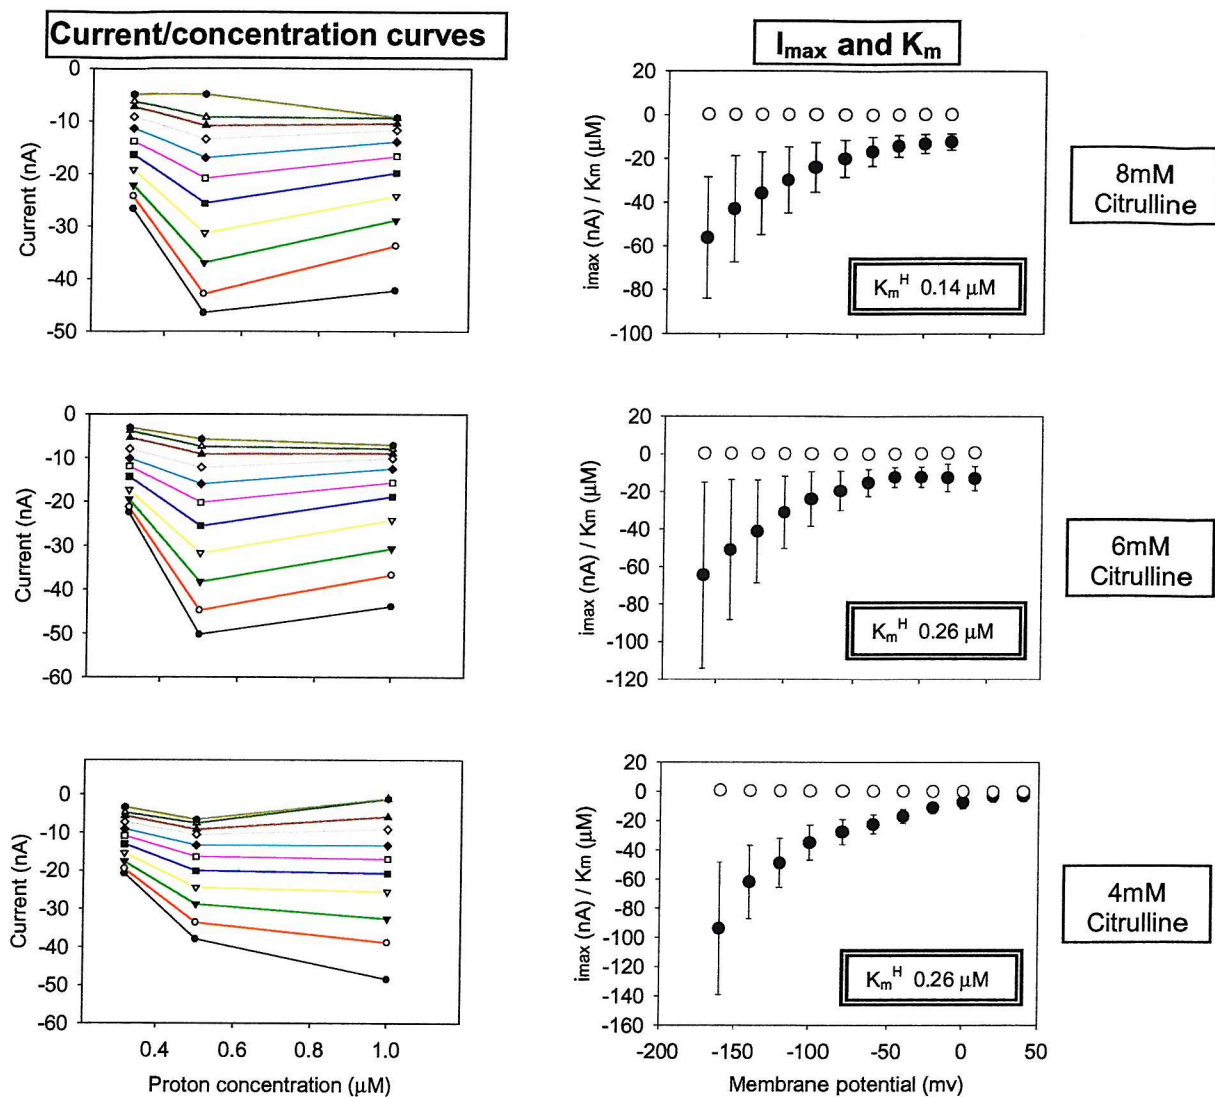 Current/concentration curves
Imax and Km
0
-10
-20
-30
-40
-50
Current (nA)
20
0
-20
-40
-60
-80
-100
imax (nA) / Km (µM)
KmH 0.14 µM
8mM
Citrulline
0
-10
-20
-30
-40
-50
-60
Current (nA)
20
0
-20
-40
-60
-80
-100
-120
imax (nA) / Km (µM)
KmH 0.26 µM
6mM
Citrulline
0
-10
-20
-30
-40
-50
-60
Current (nA)
0.4 0.6 0.8 1.0
Proton concentration (µM)
20
0
-20
-40
-60
-80
-100
-120
-140
-160
imax (nA) / Km (µM)
KmH 0.26 µM
-200 -150 -100 -50 0 50
Membrane potential (mv)
4mM
Citrulline